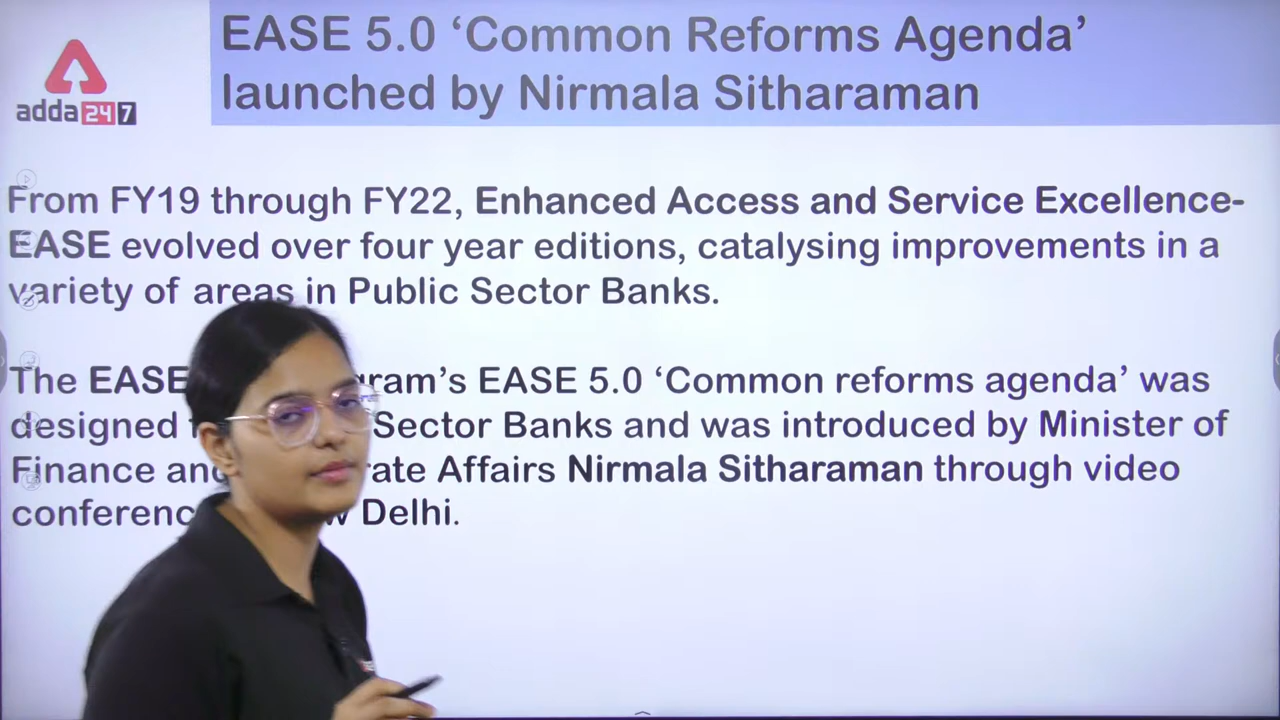 EASE 5.0 ‘Common Reforms Agenda’
launched by Nirmala Sitharaman
adda247
From FY19 through FY22, Enhanced Access and Service Excellence-
EASE evolved over four year editions, catalysing improvements in a
variety of areas in Public Sector Banks.
The EASE gram’s EASE 5.0 ‘Common reforms agenda’ was
designed Sector Banks and was introduced by Minister of
Finance and rate Affairs Nirmala Sitharaman through video
conferenc Delhi.